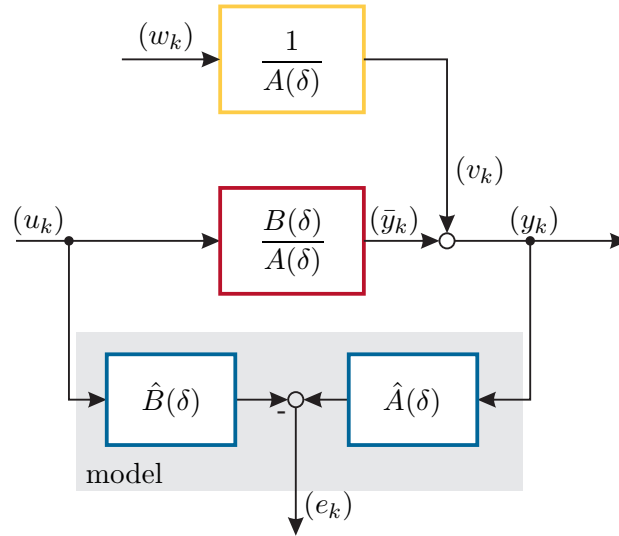 (w_k)
1
A(δ)
(v_k)
(u_k)
B(δ)
A(δ)
(ȳ_k)
(y_k)
B̂(δ)
-
Â(δ)
model
(e_k)